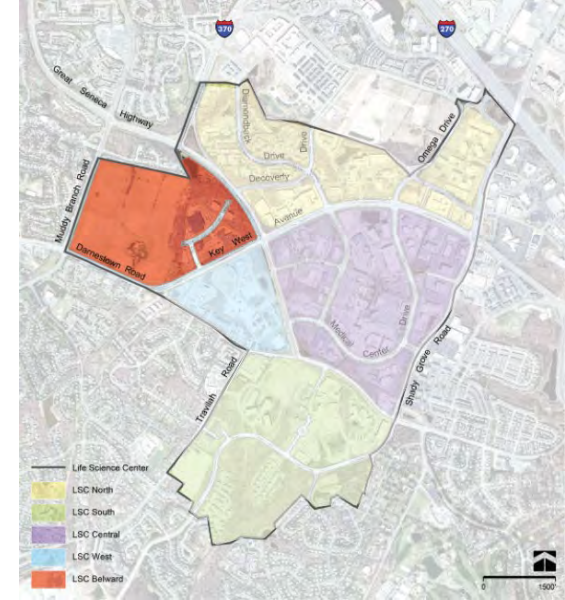 370
270
Great Seneca Highway
Muddy Branch Road
Darnestown Road
Diamondback
Drive
Drive
Decoverly
Omega Drive
Key West
Avenue
Medical
Center
Drive
Shady Grove Road
Travilah Road
Life Science Center
LSC North
LSC South
LSC Central
LSC West
LSC Belward
0
1500'